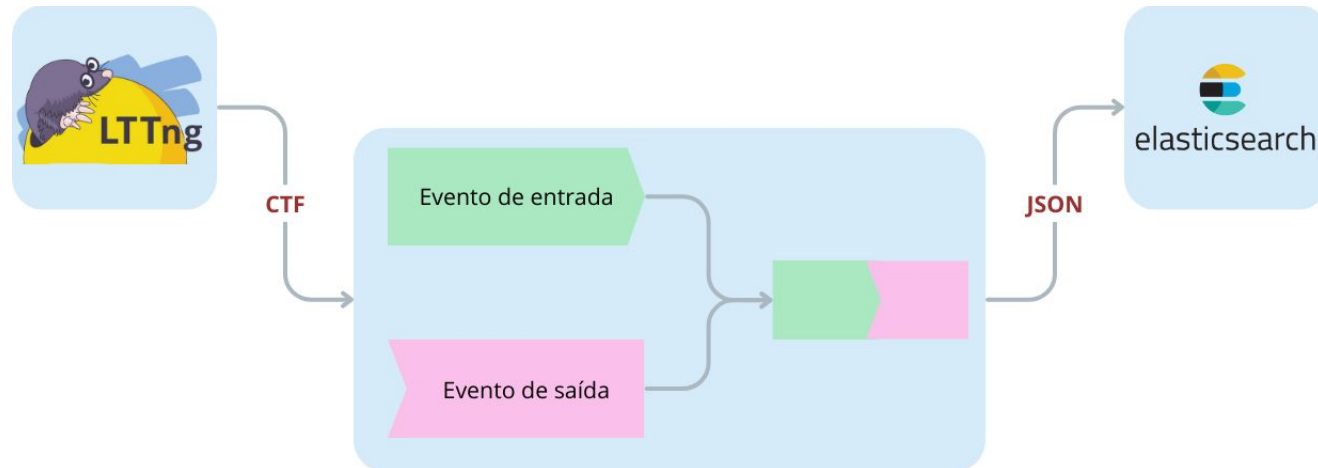 LTTng
CTF
Evento de entrada
Evento de saída
JSON
elasticsearch